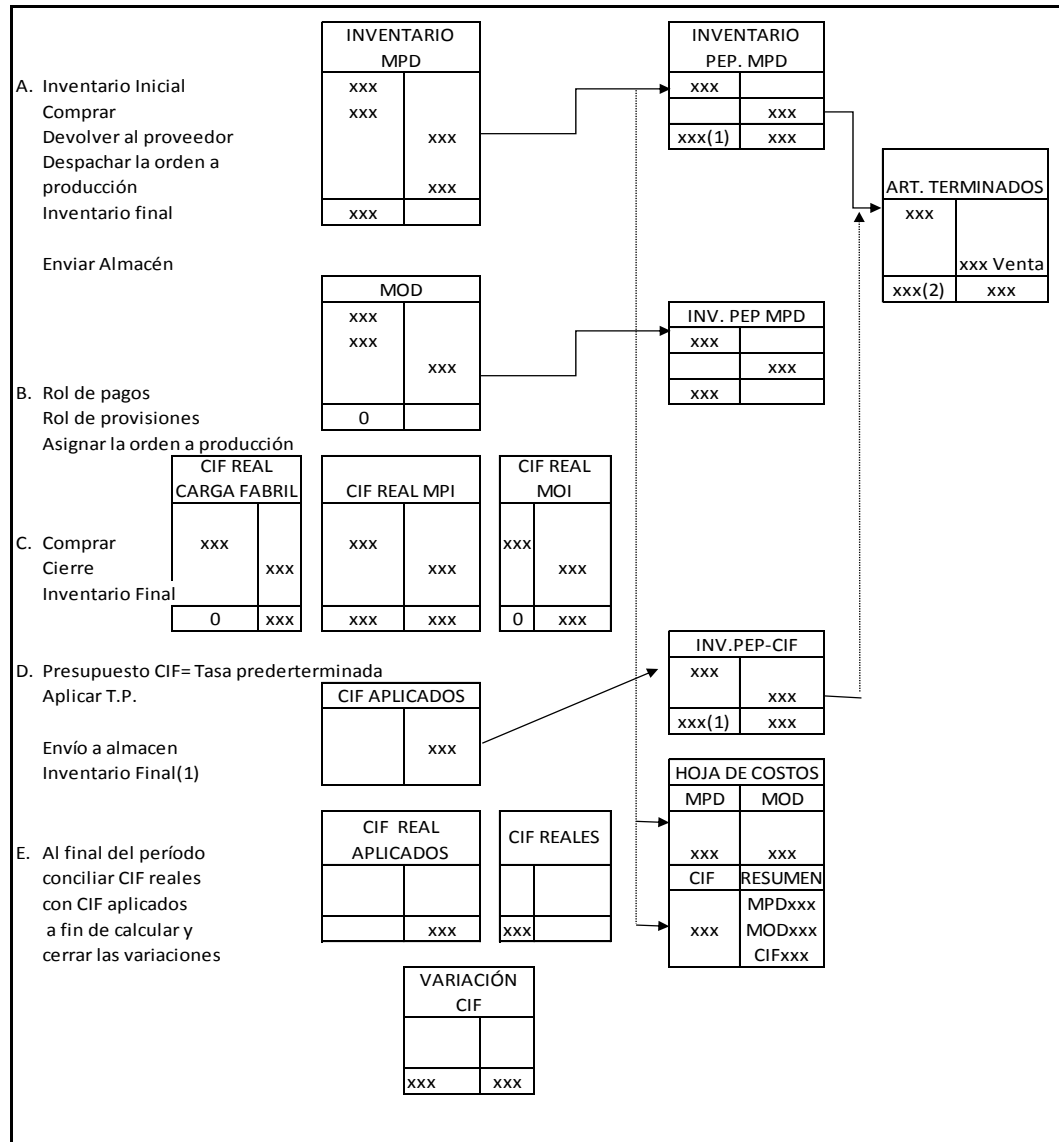 INVENTARIO
MPD
xxx
xxx
xxx
xxx
xxx
INVENTARIO
PEP. MPD
xxx
xxx
xxx(1) xxx
A. Inventario Inicial
Comprar
Devolver al proveedor
Despachar la orden a
producción
Inventario final
Enviar Almacén
ART. TERMINADOS
xxx
xxx Venta
xxx(2) xxx
MOD
xxx
xxx
xxx
0
INV. PEP MPD
xxx
xxx
xxx
B. Rol de pagos
Rol de provisiones
Asignar la orden a producción
CIF REAL
CARGA FABRIL
xxx
xxx
0 xxx
CIF REAL MPI
xxx
xxx
xxx xxx
CIF REAL
MOI
xxx
xxx
0 xxx
C. Comprar
Cierre
Inventario Final
INV.PEP-CIF
xxx
xxx
xxx(1) xxx
D. Presupuesto CIF= Tasa prederterminada
Aplicar T.P.
Envío a almacen
Inventario Final(1)
CIF APLICADOS
xxx
HOJA DE COSTOS
MPD MOD
xxx xxx
CIF RESUMEN
MPDxxx
xxx MODxxx
CIFxxx
E. Al final del período
conciliar CIF reales
con CIF aplicados
a fin de calcular y
cerrar las variaciones
CIF REAL
APLICADOS
xxx
CIF REALES
xxx
VARIACIÓN
CIF
xxx xxx